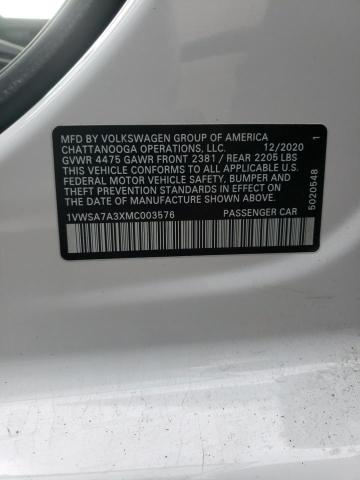 MFD BY VOLKSWAGEN GROUP OF AMERICA
CHATTANOOGA OPERATIONS, LLC. 12/2020
GVWR 4475 GAWR FRONT 2381 / REAR 2205 LBS
THIS VEHICLE CONFORMS TO ALL APPLICABLE U.S.
FEDERAL MOTOR VEHICLE SAFETY, BUMPER AND
THEFT PREVENTION STANDARDS IN EFFECT ON THE
DATE OF MANUFACTURE SHOWN ABOVE.
1VWSA7A3XMC003576 PASSENGER CAR
5020548 1